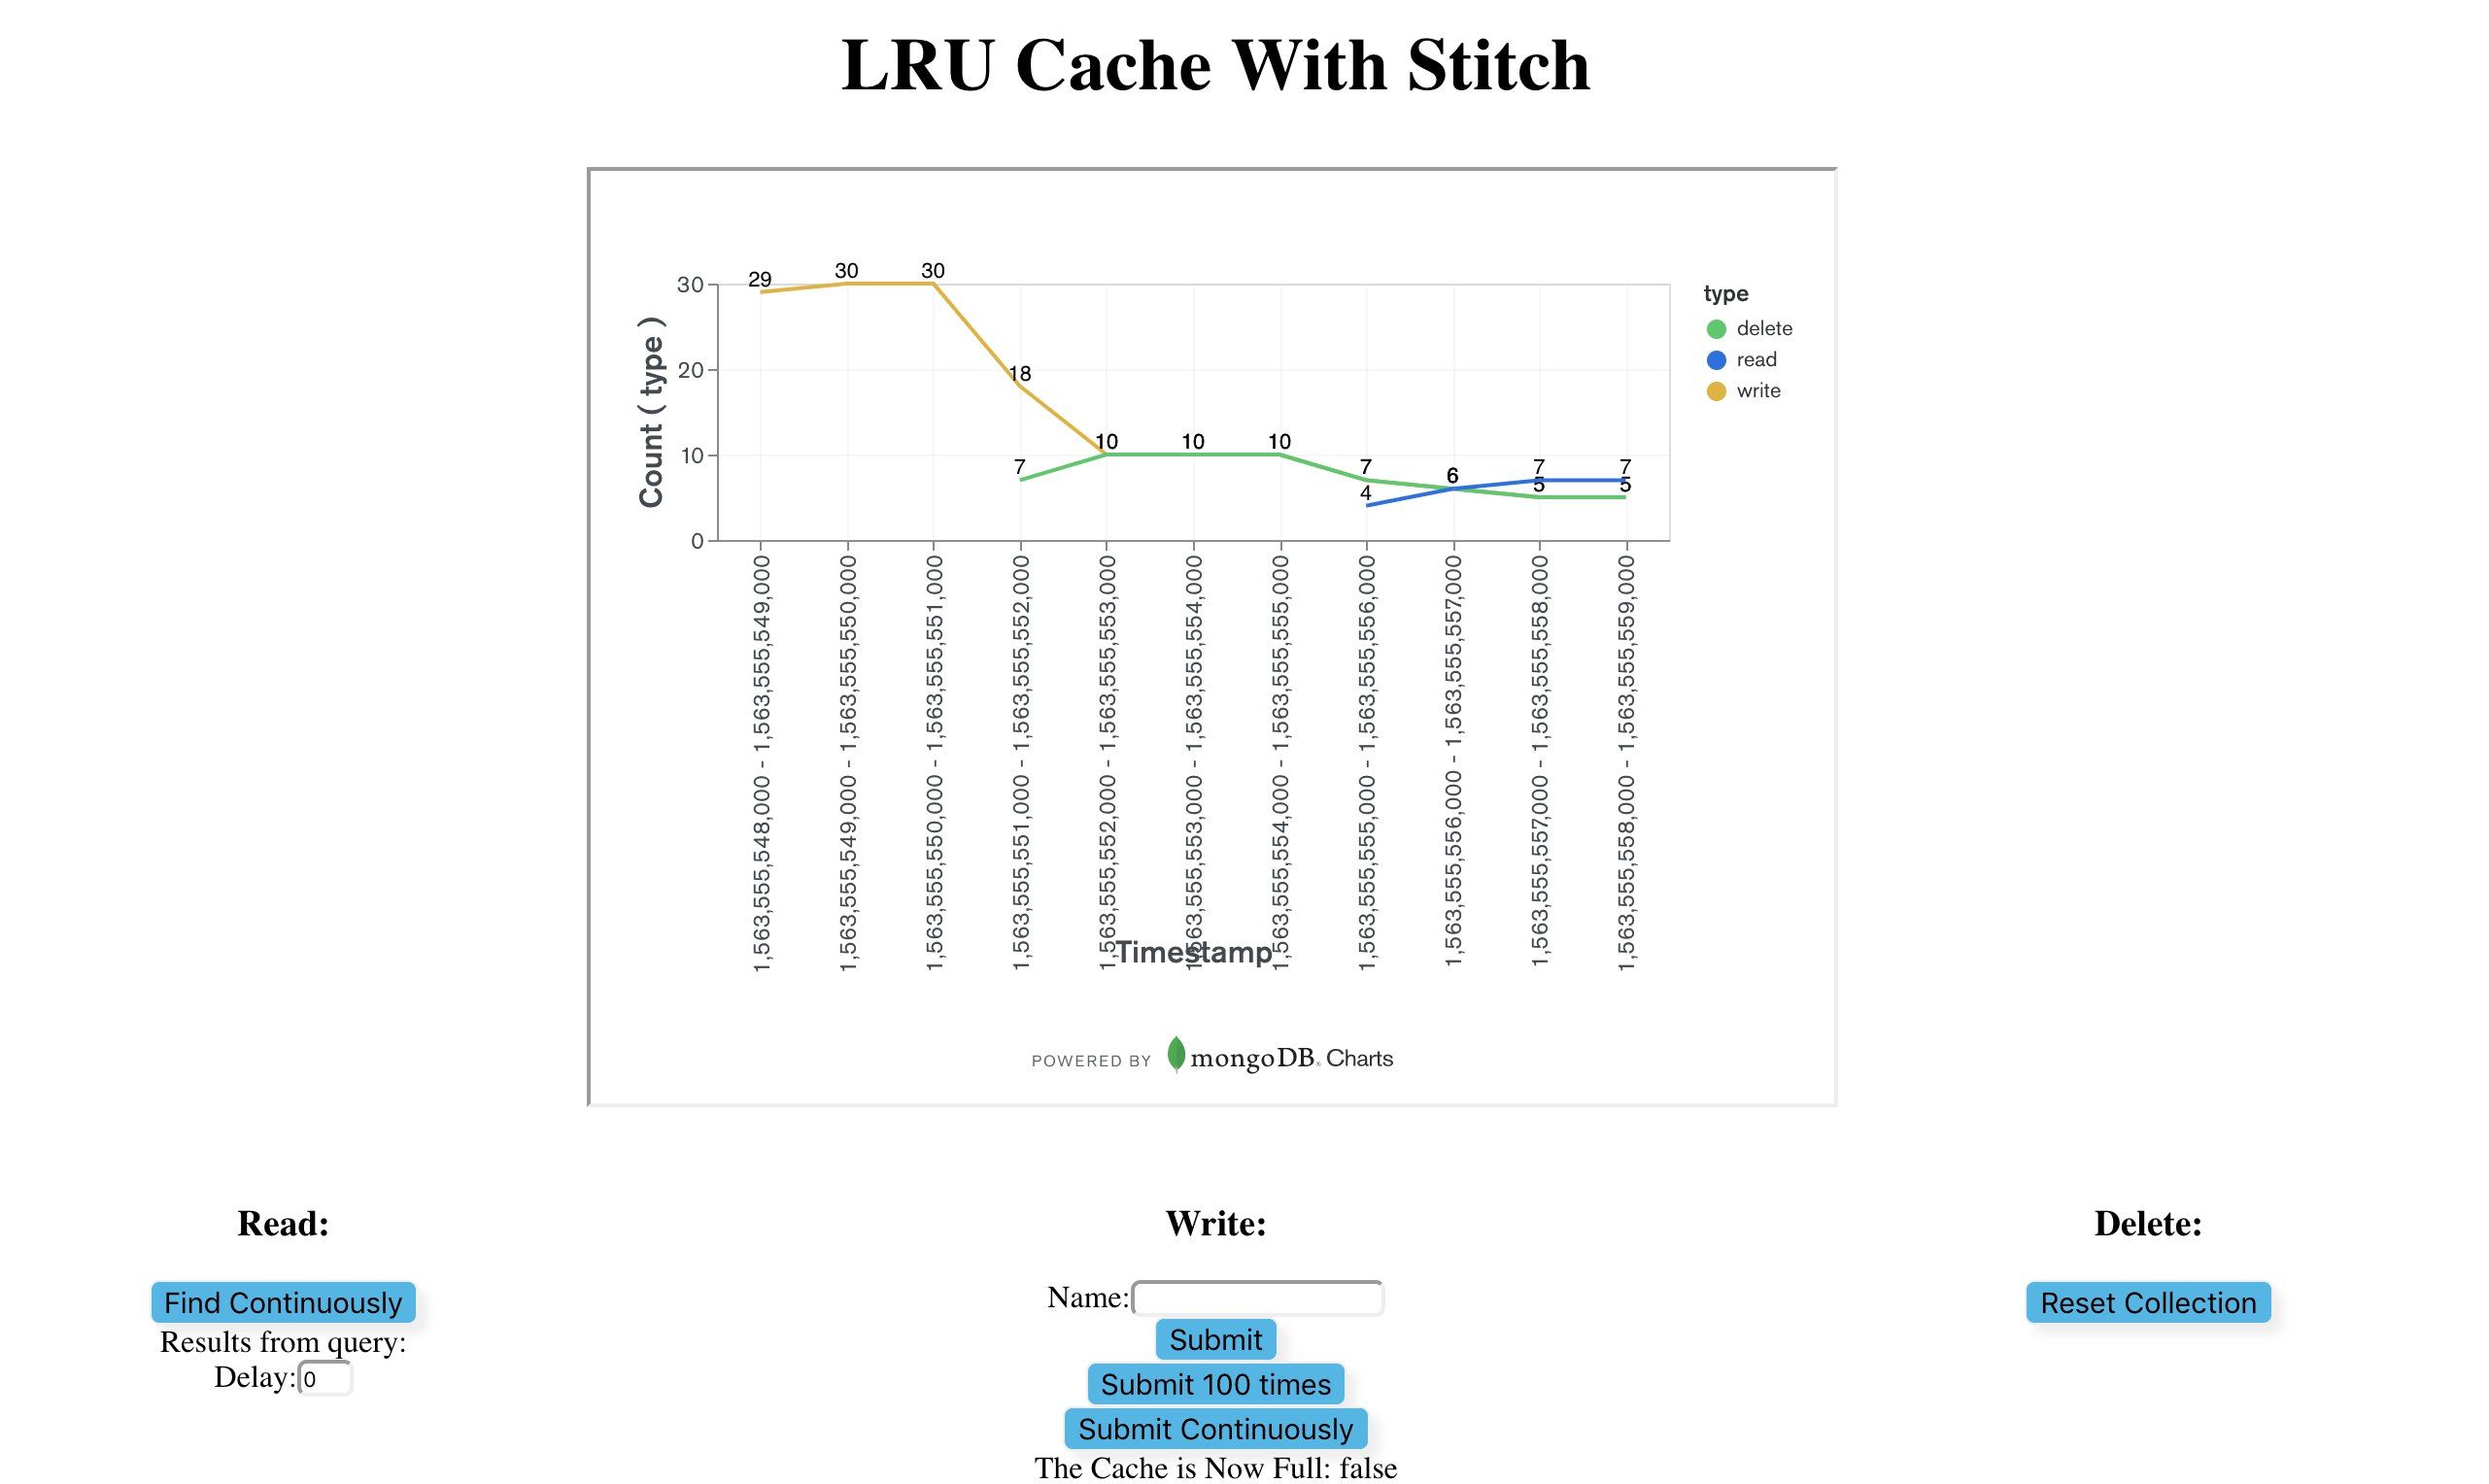 LRU Cache With Stitch
29
30
30
18
7
10
10
10
7
4
6
7
5
7
5
30
20
10
0
Count ( type )
type
delete
read
write
1,563,555,548,000 - 1,563,555,549,000
1,563,555,549,000 - 1,563,555,550,000
1,563,555,550,000 - 1,563,555,551,000
1,563,555,551,000 - 1,563,555,552,000
1,563,555,552,000 - 1,563,555,553,000
1,563,555,553,000 - 1,563,555,554,000
1,563,555,554,000 - 1,563,555,555,000
1,563,555,555,000 - 1,563,555,556,000
1,563,555,556,000 - 1,563,555,557,000
1,563,555,557,000 - 1,563,555,558,000
1,563,555,558,000 - 1,563,555,559,000
Timestamp
POWERED BY mongoDB. Charts
Read:
Find Continuously
Results from query:
Delay: 0
Write:
Name:
Submit
Submit 100 times
Submit Continuously
The Cache is Now Full: false
Delete:
Reset Collection